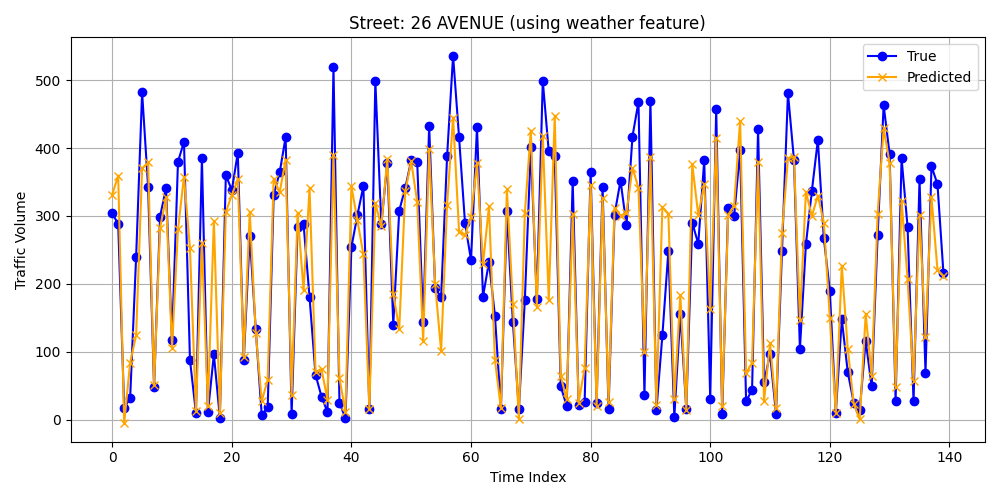 Street: 26 AVENUE (using weather feature)
True
Predicted
Traffic Volume
500
400
300
200
100
0
0 20 40 60 80 100 120 140
Time Index